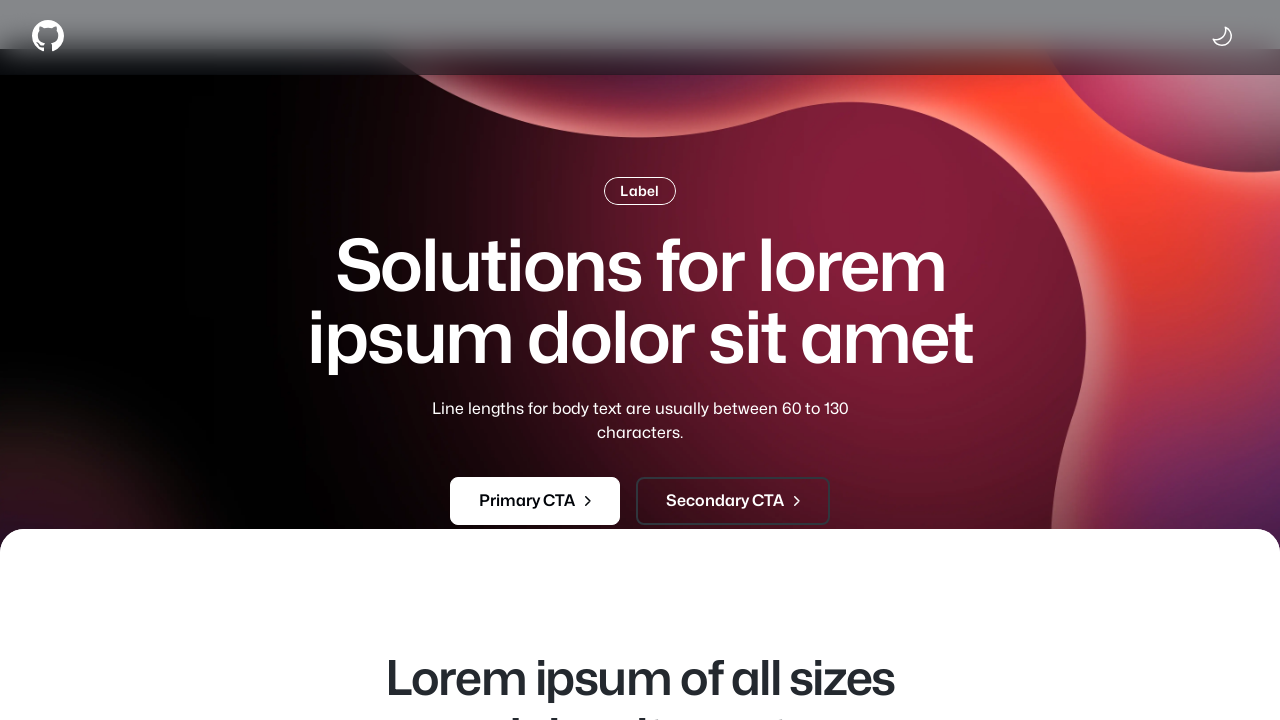 Label
Solutions for lorem
ipsum dolor sit amet
Line lengths for body text are usually between 60 to 130
characters.
Primary CTA
Secondary CTA
Lorem ipsum of all sizes